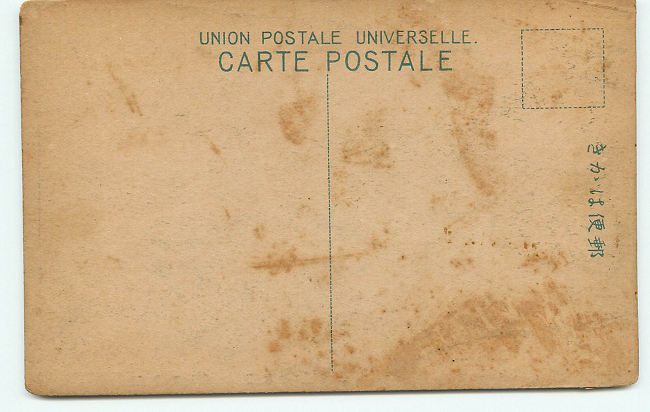 UNION POSTALE UNIVERSELLE.
CARTE POSTALE
郵便はかき